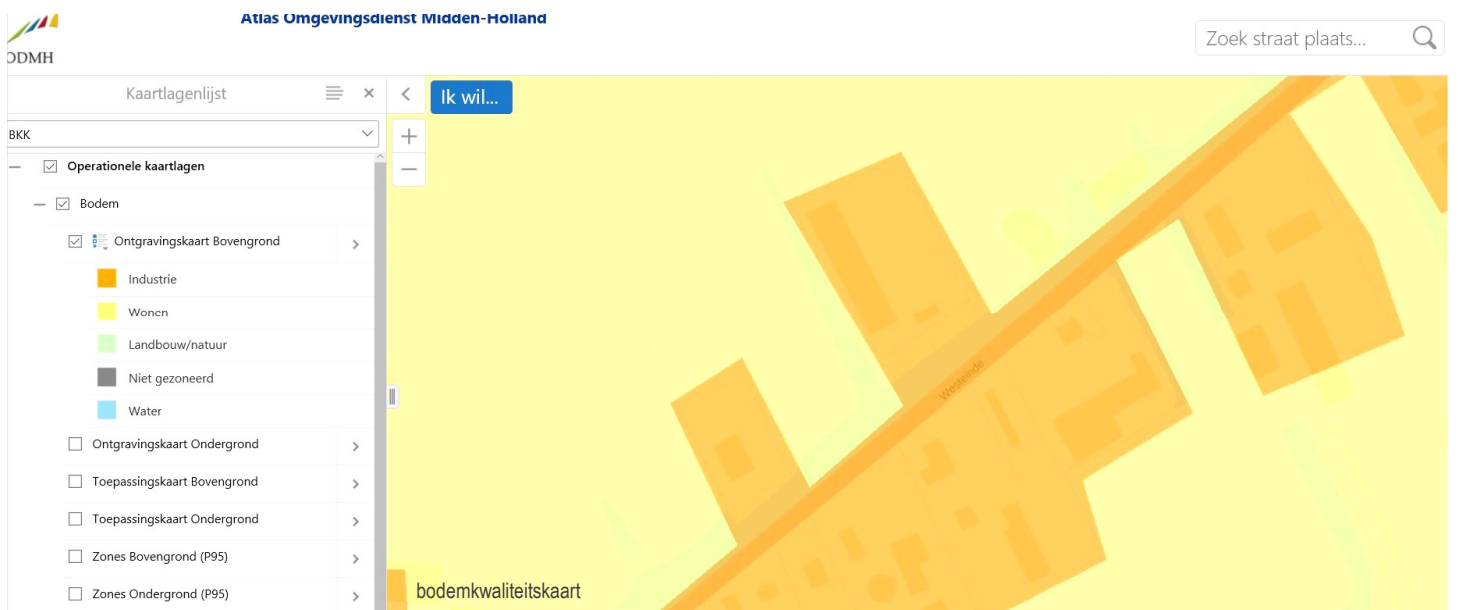 Atlas Omgevingsdienst Midden-Holland
ODMH
Zoek straat plaats...
Kaartlagenlijst
Ik wil...
BKK
Operationele kaartlagen
Bodem
Ontgravingskaart Bovengrond
Industrie
Wonen
Landbouw/natuur
Niet gezoneerd
Water
Ontgravingskaart Ondergrond
Toepassingskaart Bovengrond
Toepassingskaart Ondergrond
Zones Bovengrond (P95)
Zones Ondergrond (P95)
Westeinde
bodemkwaliteitskaart